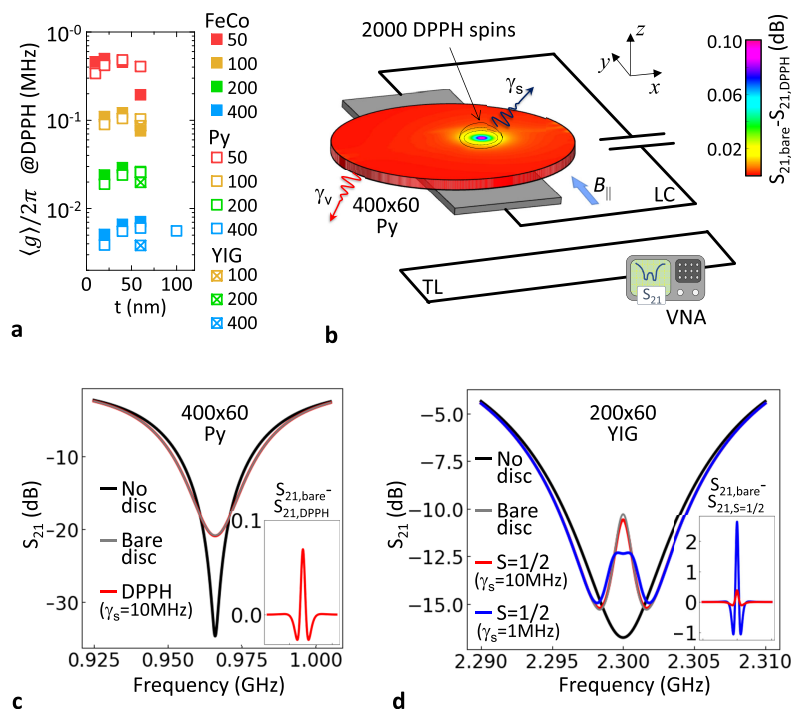 FeCo
50
100
200
400
Py
50
100
200
400
YIG
100
200
400
10⁰
10⁻¹
10⁻²
⟨g⟩/2π @DPPH (MHz)
0 50 100
t (nm)
a
2000 DPPH spins
z
y
x
γs
γv
400x60
Py
B||
LC
TL
S21
VNA
0.10
0.06
0.02
S21,bare-S21,DPPH (dB)
b
400x60
Py
−10
−20
−30
S21 (dB)
No
disc
Bare
disc
DPPH
(γs=10MHz)
S21,bare-
S21,DPPH
0.1
0.0
0.925 0.950 0.975 1.000
Frequency (GHz)
c
200x60
YIG
−5.0
−7.5
−10.0
−12.5
−15.0
S21 (dB)
No
disc
Bare
disc
S=1/2
(γs=10MHz)
S=1/2
(γs=1MHz)
S21,bare-
S21,S=1/2
2
1
0
−1
2.290 2.295 2.300 2.305 2.310
Frequency (GHz)
d